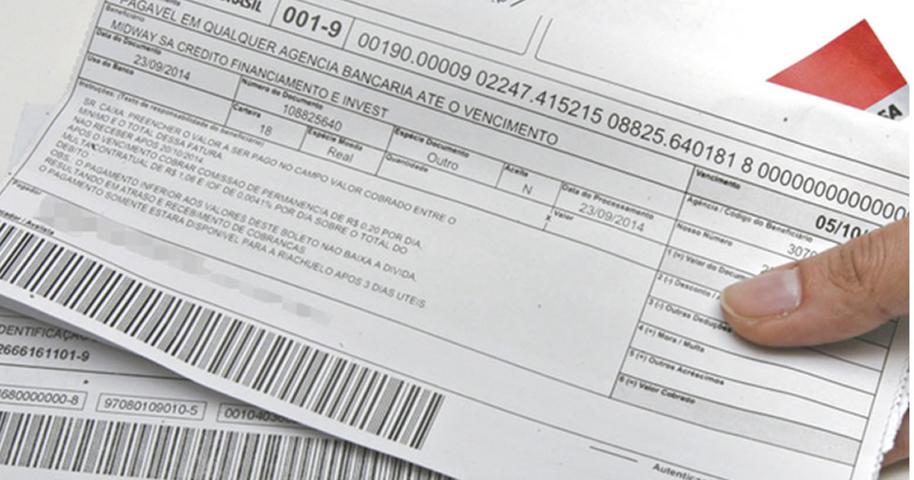 BRASIL
001-9
00190.00009 02247.415215 08825.640181 8 0000000000000
PAGAVEL EM QUALQUER AGENCIA BANCARIA ATE O VENCIMENTO
Vencimento
05/10/
Beneficiário
MIDWAY SA CREDITO FINANCIAMENTO E INVEST
Agência / Código do Beneficiário
Data do Documento
23/09/2014
Número do Documento
108825640
Espécie Documento
Outro
Aceite
N
Data do Processamento
23/09/2014
Nosso Número
Uso do Banco
Carteira
18
Espécie Moeda
Real
Quantidade
x
Valor
1 (=) Valor do Docum
Instruções: (Texto de responsabilidade do beneficiário)
SR. CAIXA, PREENCHER O VALOR A SER PAGO NO CAMPO VALOR COBRADO ENTRE O
MINIMO E O TOTAL DESSA FATURA.
NAO RECEBER APOS 20/10/2014.
APOS O VENCIMENTO COBRAR COMISSAO DE PERMANENCIA DE R$ 0,20 POR DIA,
MULTA CONTRATUAL DE R$ 1,06 E IOF DE 0,0041% POR DIA SOBRE O TOTAL DO
DEBITO.
OBS.
O PAGAMENTO INFERIOR AOS VALORES DESTE BOLETO NAO BAIXA A DIVIDA,
RESULTANDO EM ATRASO E RECEBIMENTO DE COBRANCAS.
O PAGAMENTO SOMENTE ESTARA DISPONIVEL PARA A RIACHUELO APOS 3 DIAS UTEIS.
2 (-) Desconto /
3 (-) Outras Deduções
4 (+) Mora / Multa
5 (+) Outros Acréscimos
6 (=) Valor Cobrado
Pagador
Avalista
Autentic
DENTIFICAÇÃO
2666161101-9
680000000-8
97080109010-5